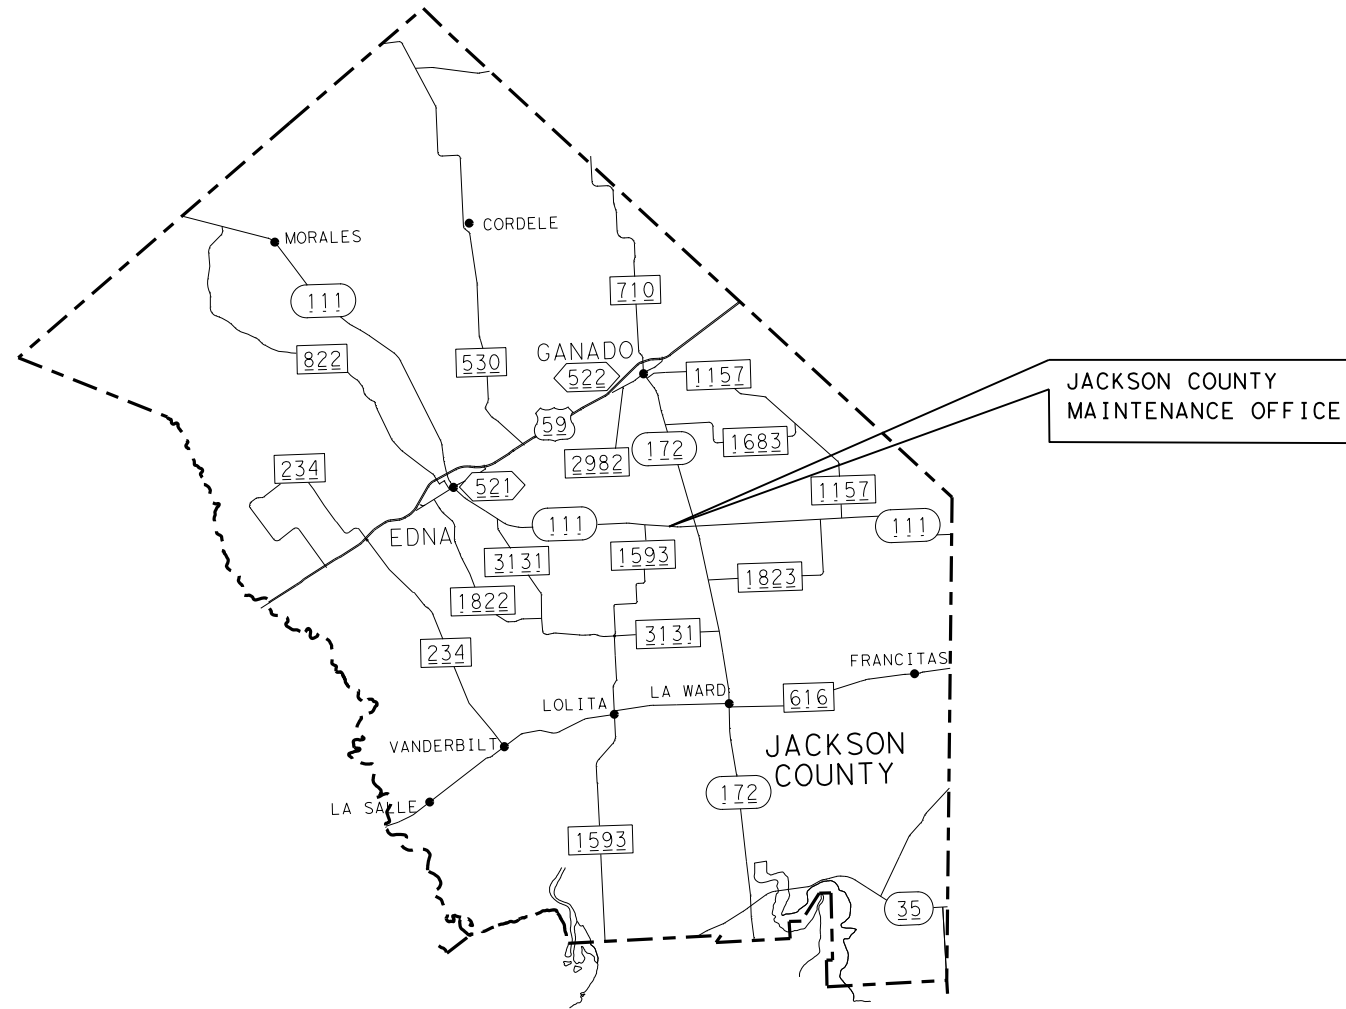 CORDELE
MORALES
710
111
GANADO
822
530
522
1157
JACKSON COUNTY
MAINTENANCE OFFICE
59
172
1683
234
2982
521
1157
111
111
EDNA
3131
1593
1823
1822
3131
234
FRANCITAS
LA WARD
616
LOLITA
VANDERBILT
JACKSON
COUNTY
172
LA SALLE
1593
35